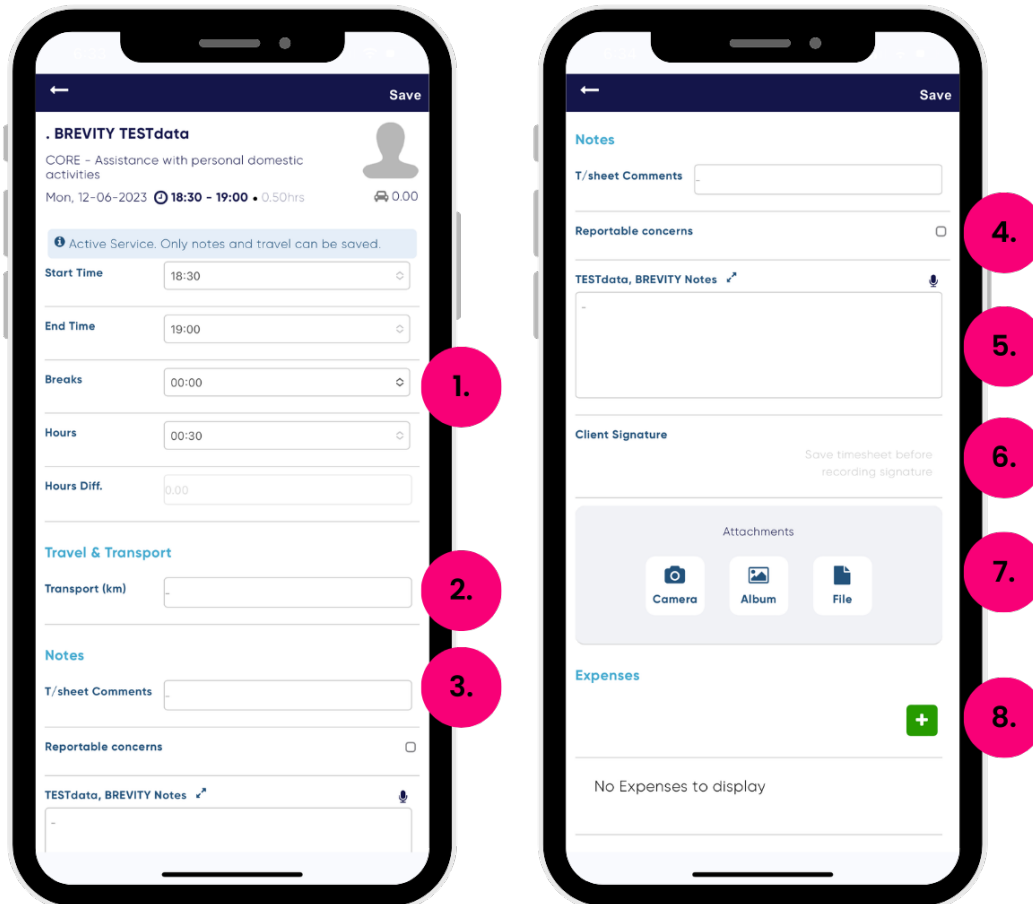 Save
. BREVITY TESTdata
CORE - Assistance with personal domestic
activities
Mon, 12-06-2023 18:30 - 19:00 • 0.50hrs 0.00
Active Service. Only notes and travel can be saved.
Start Time 18:30
End Time 19:00
Breaks 00:00
1.
Hours 00:30
Hours Diff. 0.00
Travel & Transport
Transport (km) -
2.
Notes
T/sheet Comments -
3.
Reportable concerns
TESTdata, BREVITY Notes
-
Save
Notes
T/sheet Comments -
Reportable concerns
4.
TESTdata, BREVITY Notes
-
5.
Client Signature
Save timesheet before
recording signature
6.
Attachments
Camera Album File
7.
Expenses
+
8.
No Expenses to display